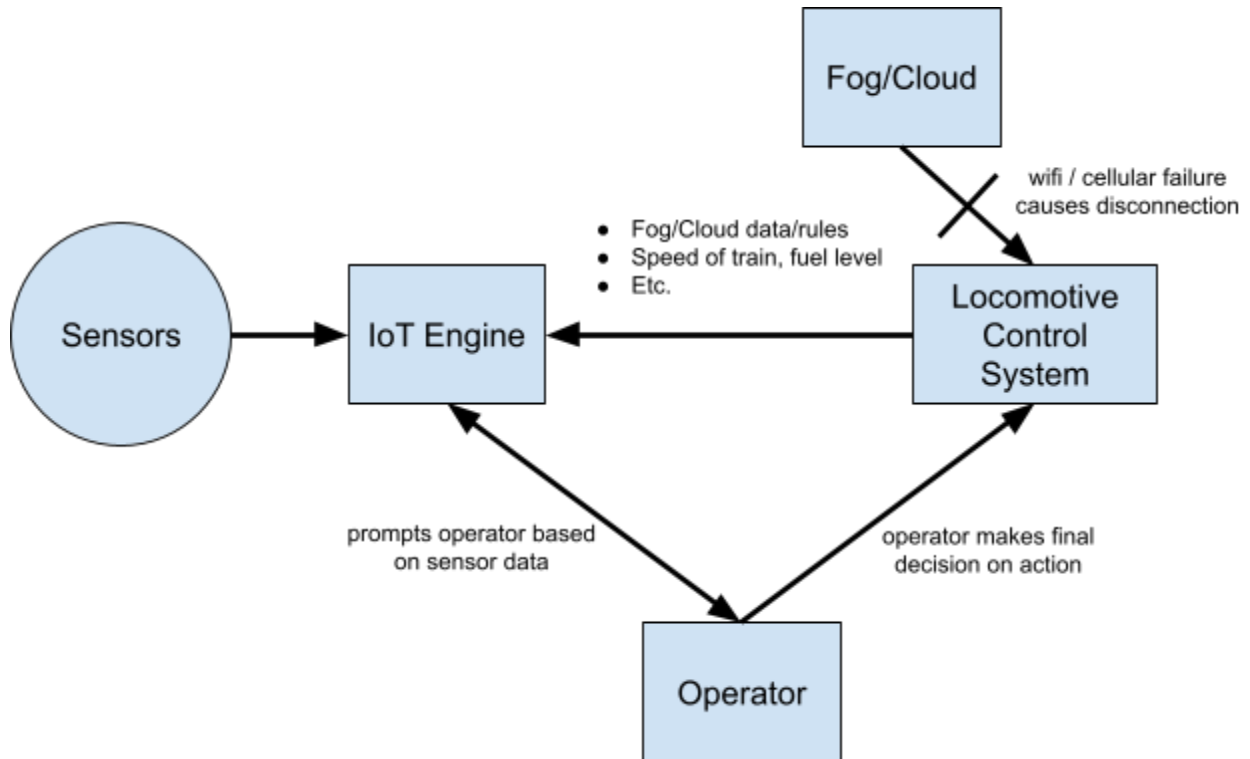 Fog/Cloud
wifi / cellular failure
causes disconnection
● Fog/Cloud data/rules
● Speed of train, fuel level
● Etc.
Sensors
IoT Engine
Locomotive
Control
System
prompts operator based
on sensor data
operator makes final
decision on action
Operator